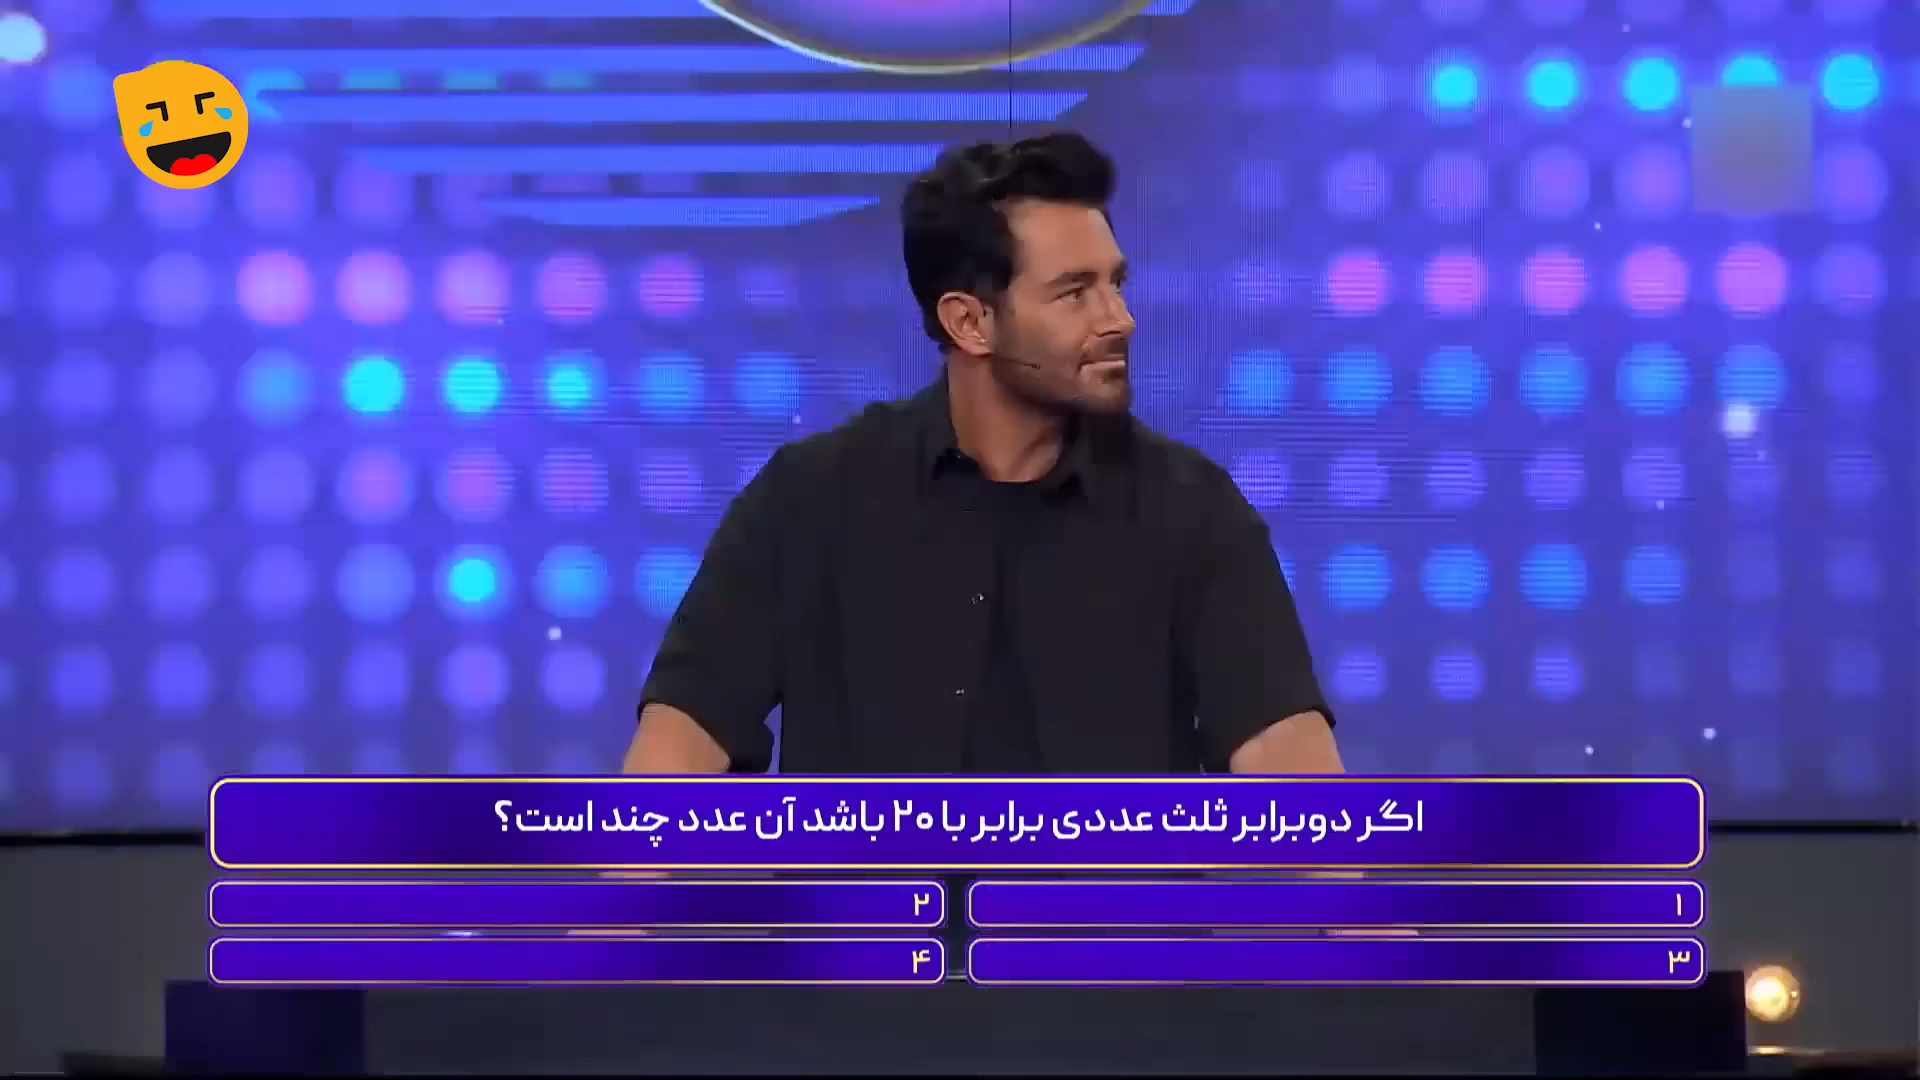 اگر دوبرابر ثلث عددی برابر با ۲۰ باشد آن عدد چند است؟
۱
۲
۳
۴